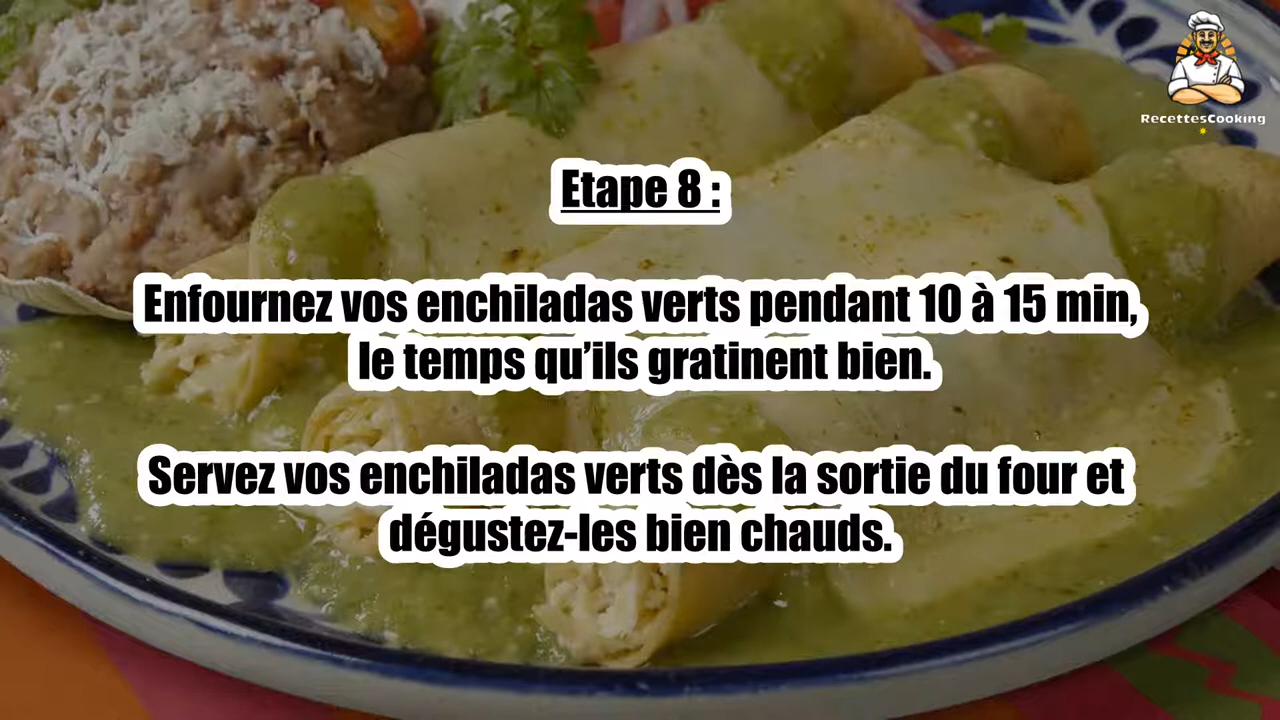 RecettesCooking
Etape 8 :
Enfournez vos enchiladas verts pendant 10 à 15 min,
le temps qu’ils gratinent bien.
Servez vos enchiladas verts dès la sortie du four et
dégustez-les bien chauds.